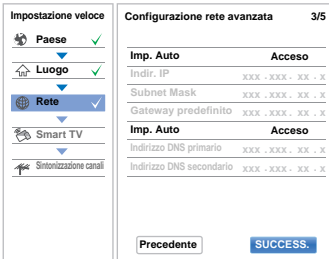 Impostazione veloce
Paese
Luogo
Rete
Smart TV
Sintonizzazione canali
Configurazione rete avanzata 3/5
Imp. Auto Acceso
Indir. IP xxx . xxx . xx . x
Subnet Mask xxx . xxx . xx . x
Gateway predefinito xxx . xxx . xx . x
Imp. Auto Acceso
Indirizzo DNS primario xxx . xxx . xx . x
Indirizzo DNS secondario xxx . xxx . xx . x
Precedente SUCCESS.